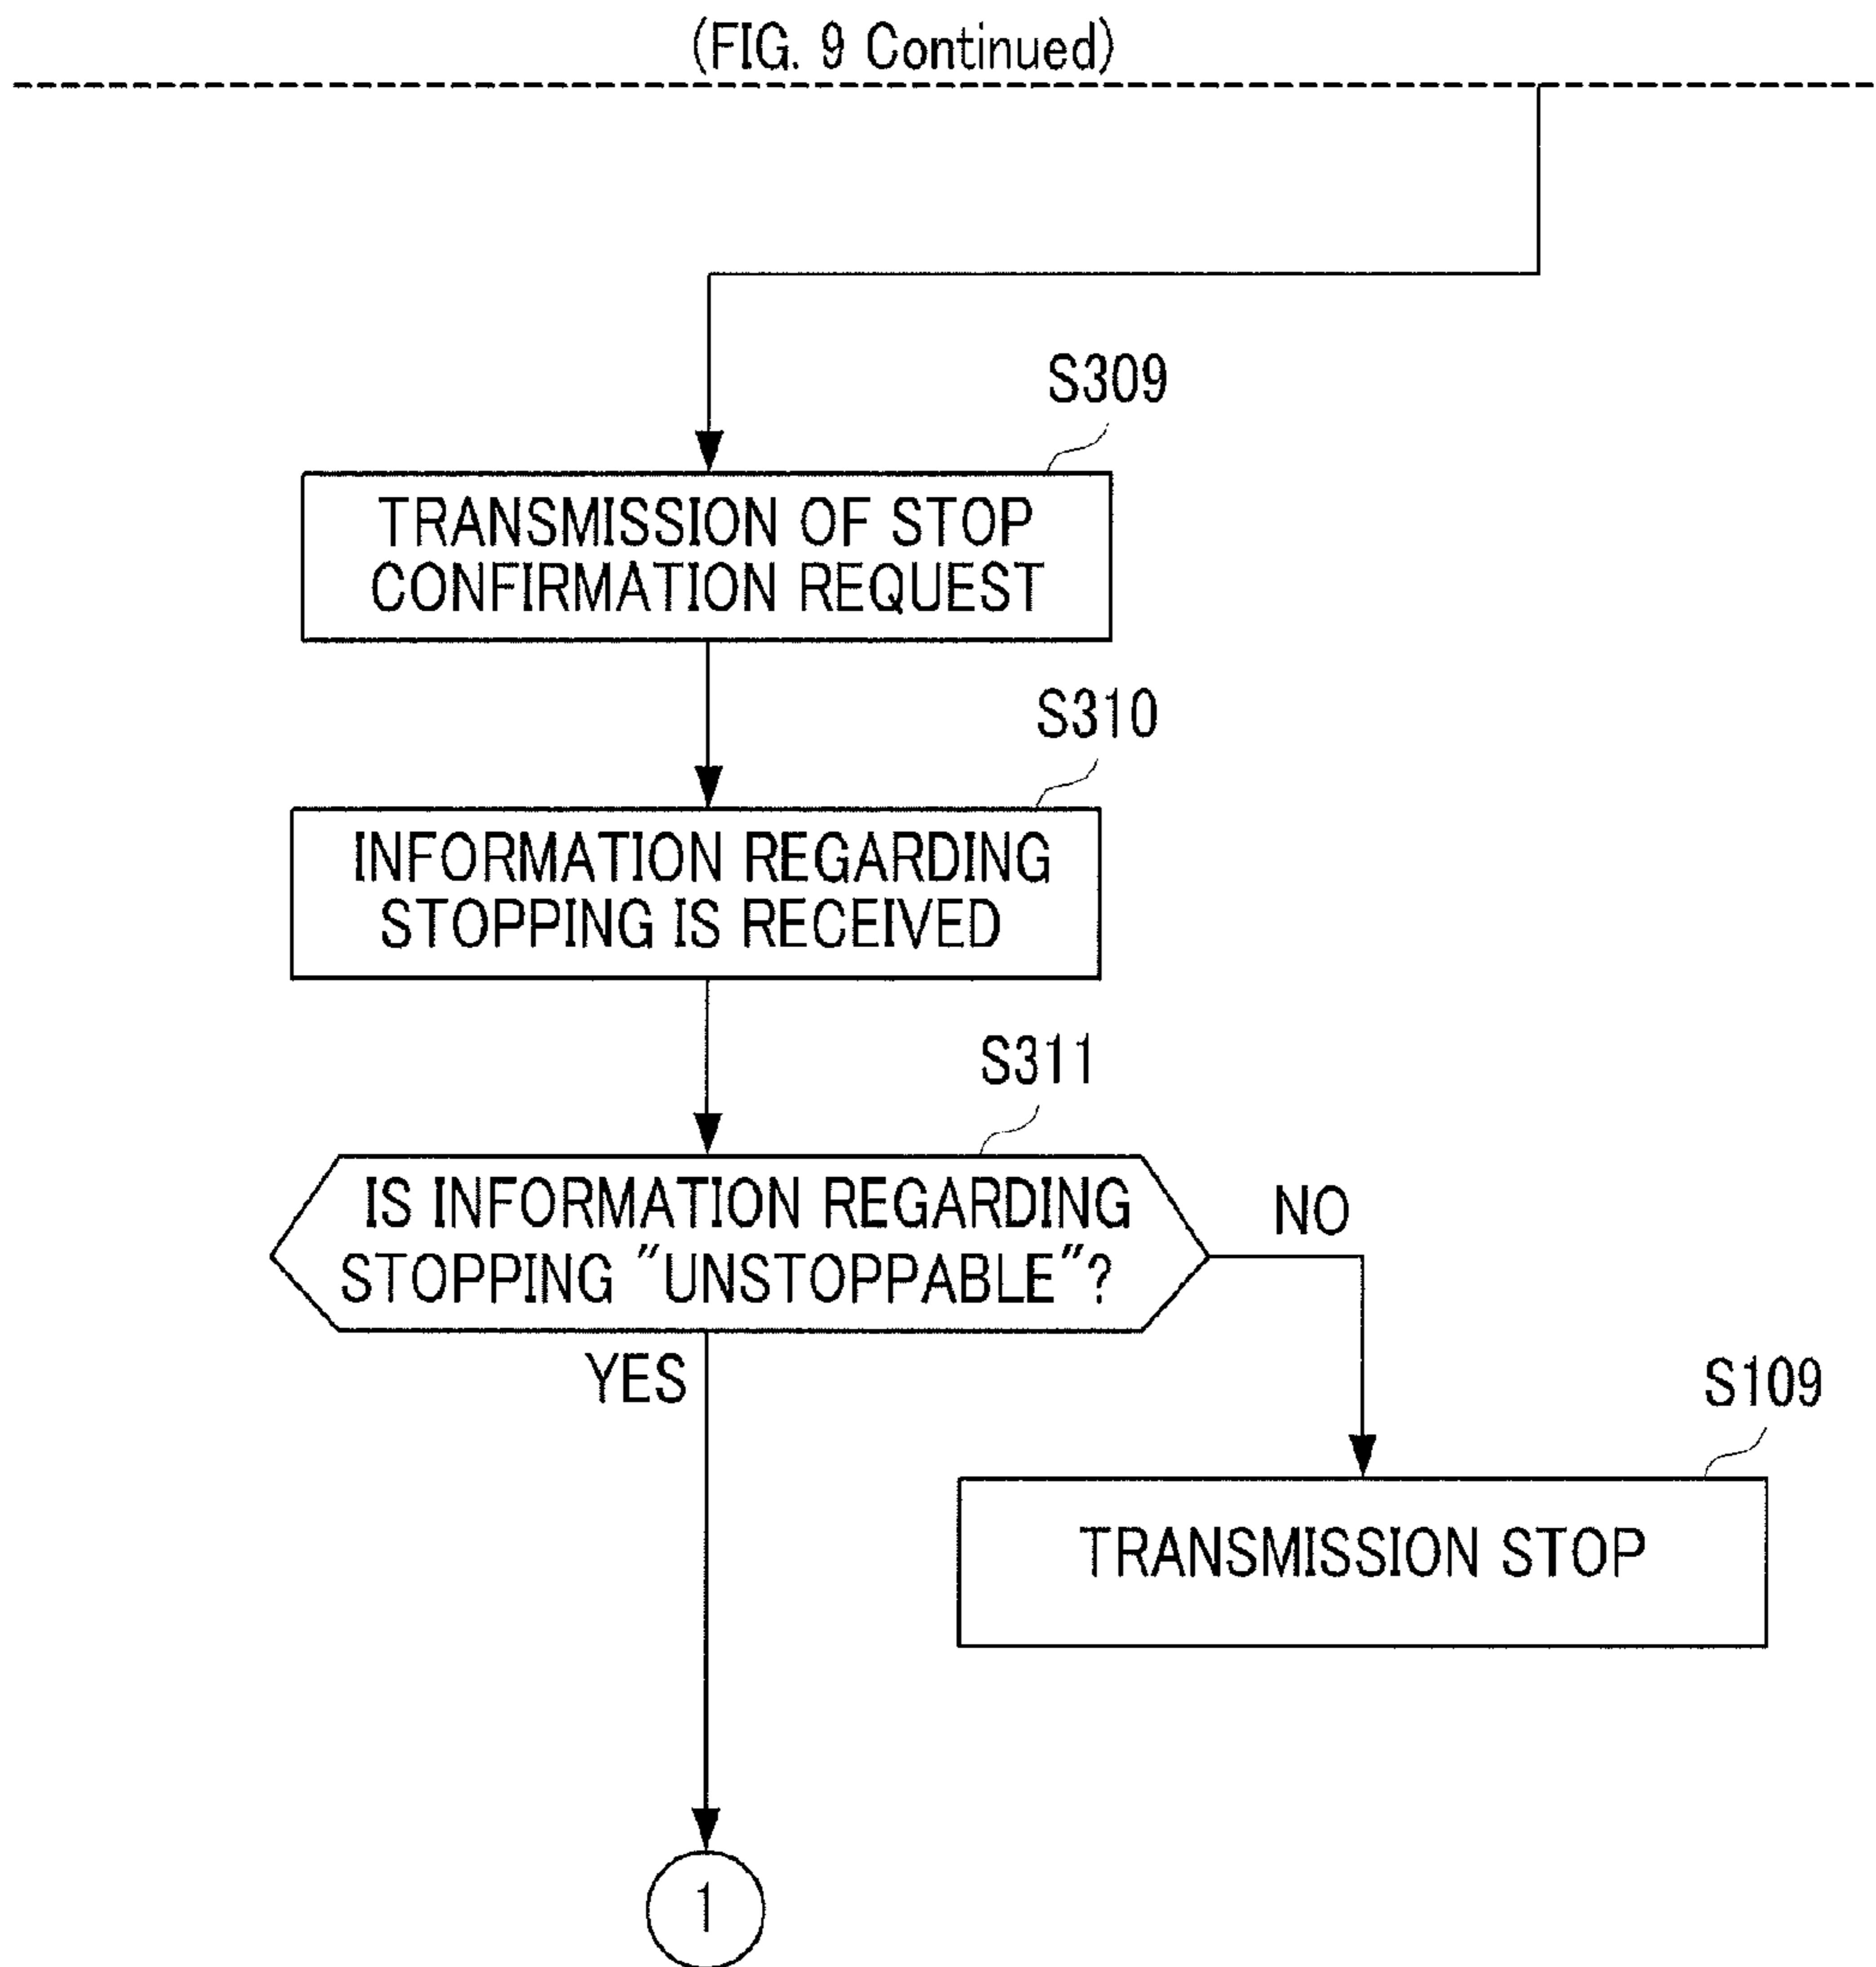 (FIG. 9 Continued)
S309
TRANSMISSION OF STOP
CONFIRMATION REQUEST
S310
INFORMATION REGARDING
STOPPING IS RECEIVED
S311
IS INFORMATION REGARDING
STOPPING "UNSTOPPABLE"?
NO
YES
S109
TRANSMISSION STOP
1